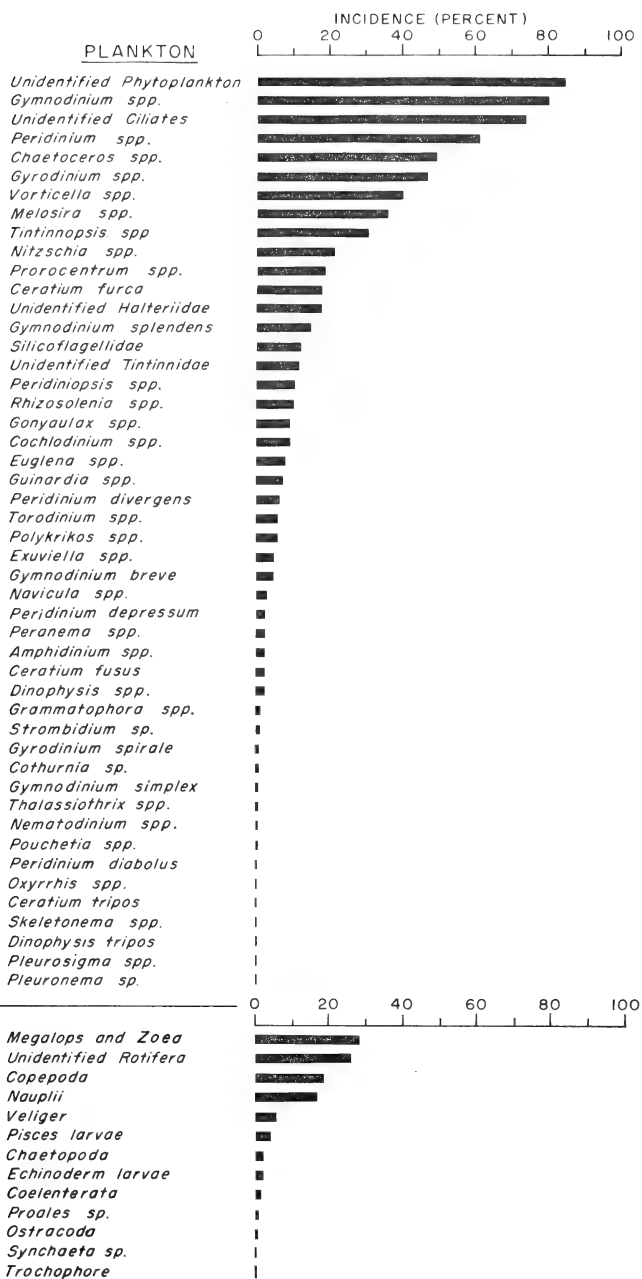 INCIDENCE (PERCENT)
PLANKTON
0 20 40 60 80 100
Unidentified Phytoplankton
Gymnodinium spp.
Unidentified Ciliates
Peridinium spp.
Chaetoceros spp.
Gyrodinium spp.
Vorticella spp.
Melosira spp.
Tintinnopsis spp
Nitzschia spp.
Prorocentrum spp.
Ceratium furca
Unidentified Halteriidae
Gymnodinium splendens
Silicoflagellidae
Unidentified Tintinnidae
Peridiniopsis spp.
Rhizosolenia spp.
Gonyaulax spp.
Cochlodinium spp.
Euglena spp.
Guinardia spp.
Peridinium divergens
Torodinium spp.
Polykrikos spp.
Exuviella spp.
Gymnodinium breve
Navicula spp.
Peridinium depressum
Peranema spp.
Amphidinium spp.
Ceratium fusus
Dinophysis spp.
Grammatophora spp.
Strombidium sp.
Gyrodinium spirale
Cothurnia sp.
Gymnodinium simplex
Thalassiothrix spp.
Nematodinium spp.
Pouchetia spp.
Peridinium diabolus
Oxyrrhis spp.
Ceratium tripos
Skeletonema spp.
Dinophysis tripos
Pleurosigma spp.
Pleuronema sp.
0 20 40 60 80 100
Megalops and Zoea
Unidentified Rotifera
Copepoda
Nauplii
Veliger
Pisces larvae
Chaetopoda
Echinoderm larvae
Coelenterata
Proales sp.
Ostracoda
Synchaeta sp.
Trochophore